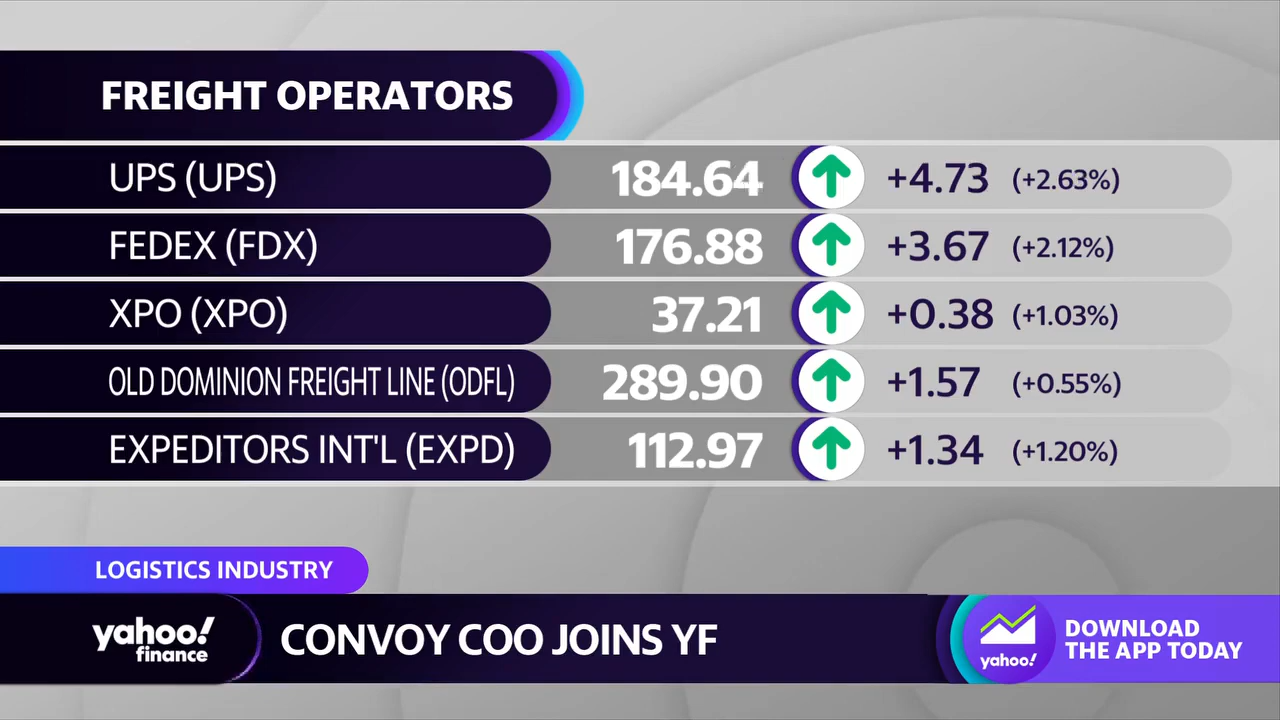 FREIGHT OPERATORS
UPS (UPS) 184.64 +4.73 (+2.63%)
FEDEX (FDX) 176.88 +3.67 (+2.12%)
XPO (XPO) 37.21 +0.38 (+1.03%)
OLD DOMINION FREIGHT LINE (ODFL) 289.90 +1.57 (+0.55%)
EXPEDITORS INT'L (EXPD) 112.97 +1.34 (+1.20%)
LOGISTICS INDUSTRY
yahoo!
finance
CONVOY COO JOINS YF
yahoo!
DOWNLOAD
THE APP TODAY